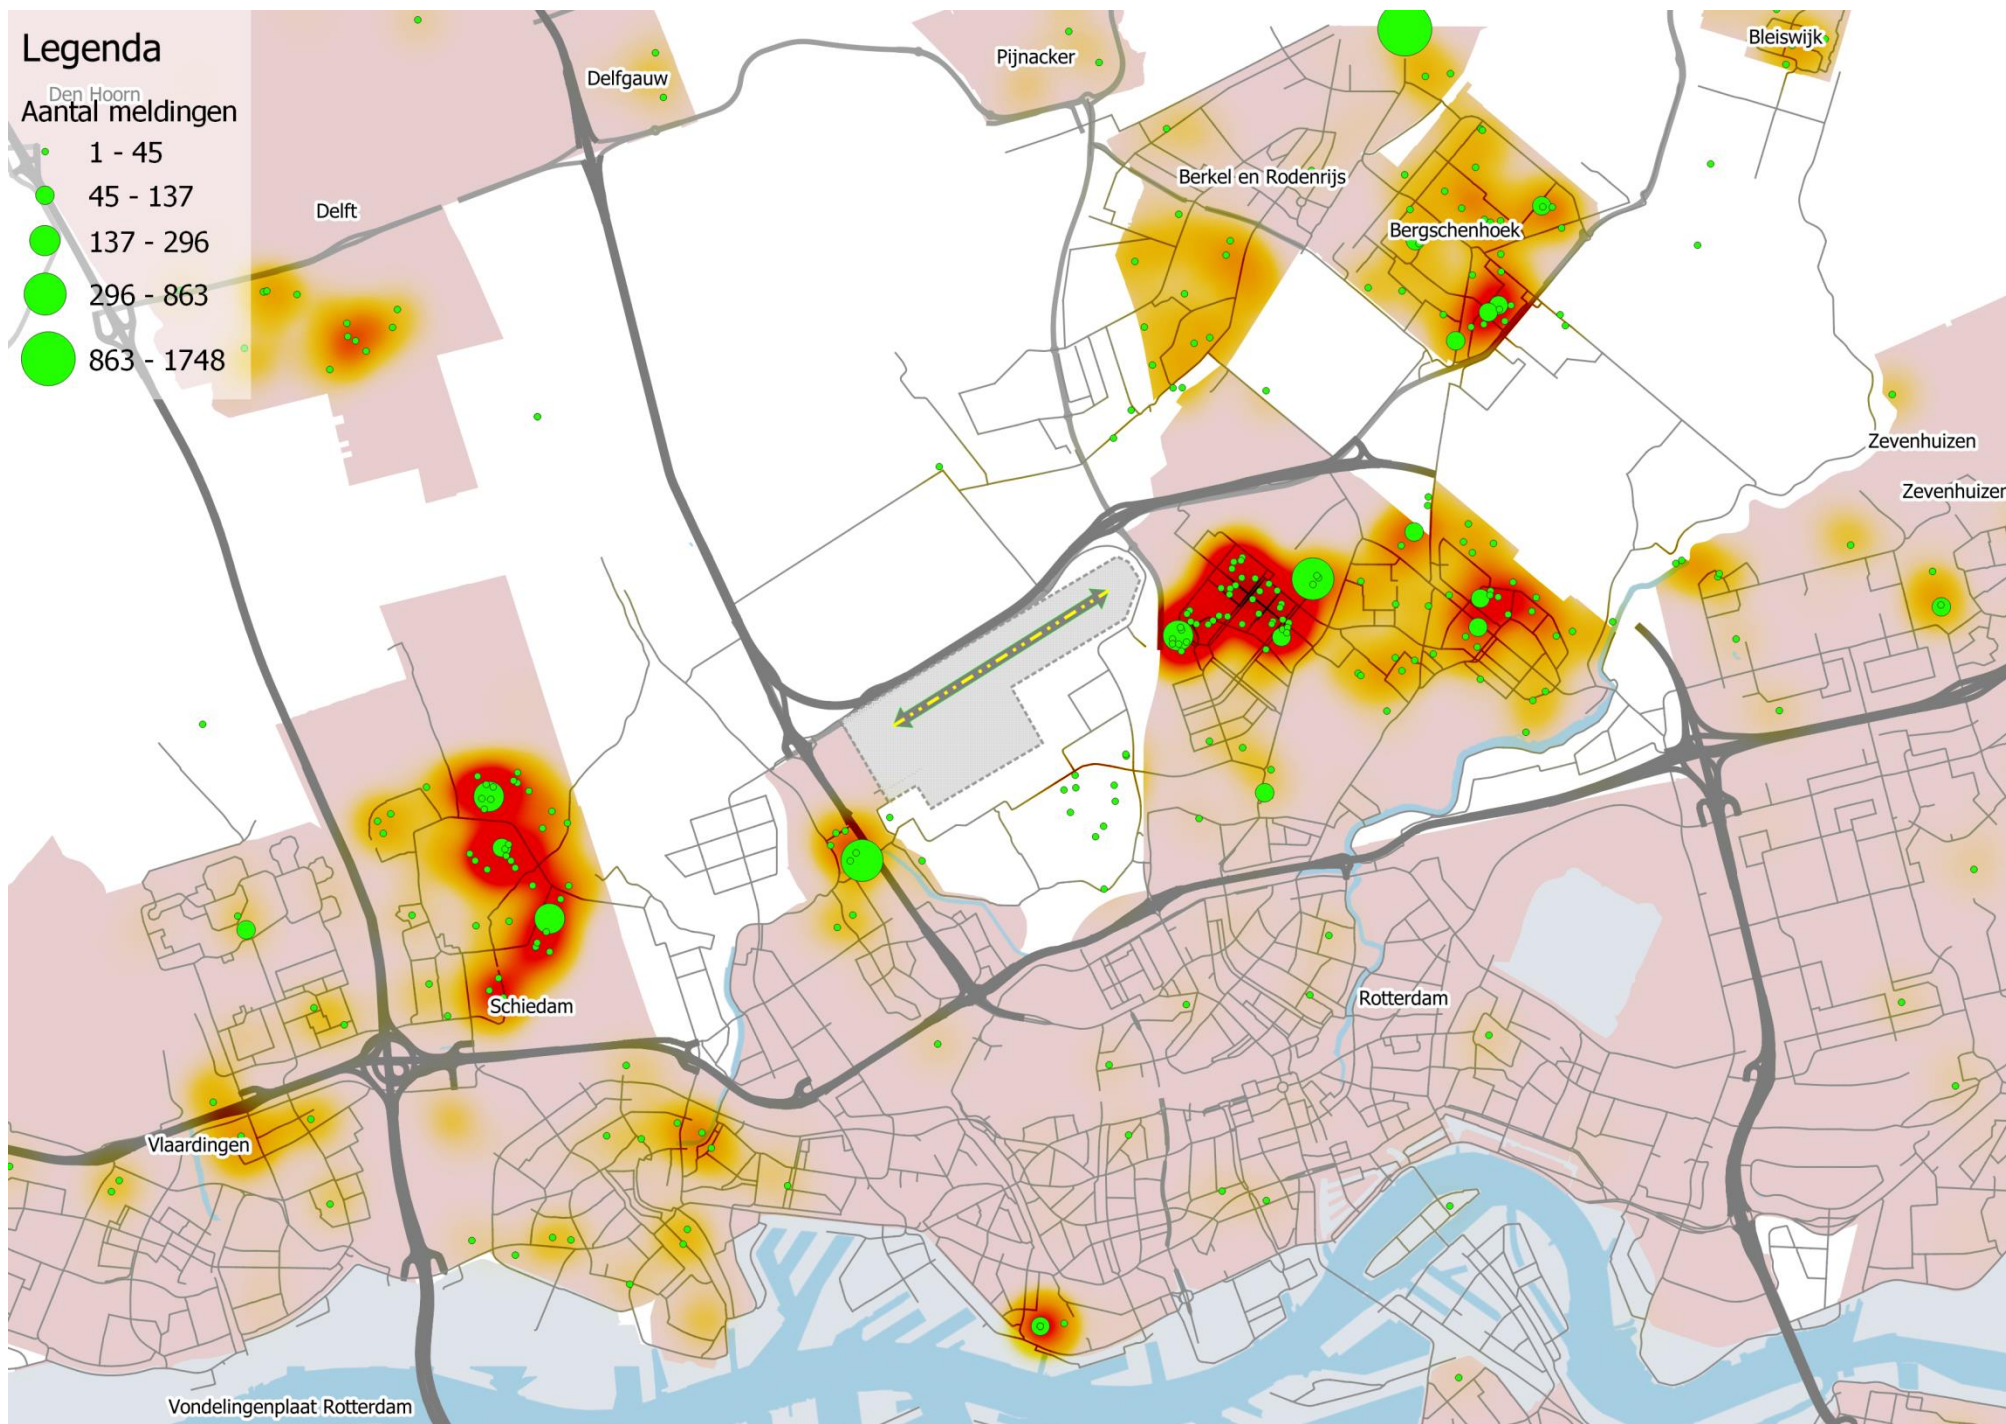 Legenda
Den Hoorn
Aantal meldingen
1 - 45
45 - 137
137 - 296
296 - 863
863 - 1748
Delfgauw
Pijnacker
Bleiswijk
Delft
Berkel en Rodenrijs
Bergschenhoek
Zevenhuizen
Zevenhuizen
Schiedam
Rotterdam
Vlaardingen
Vondelingenplaat Rotterdam